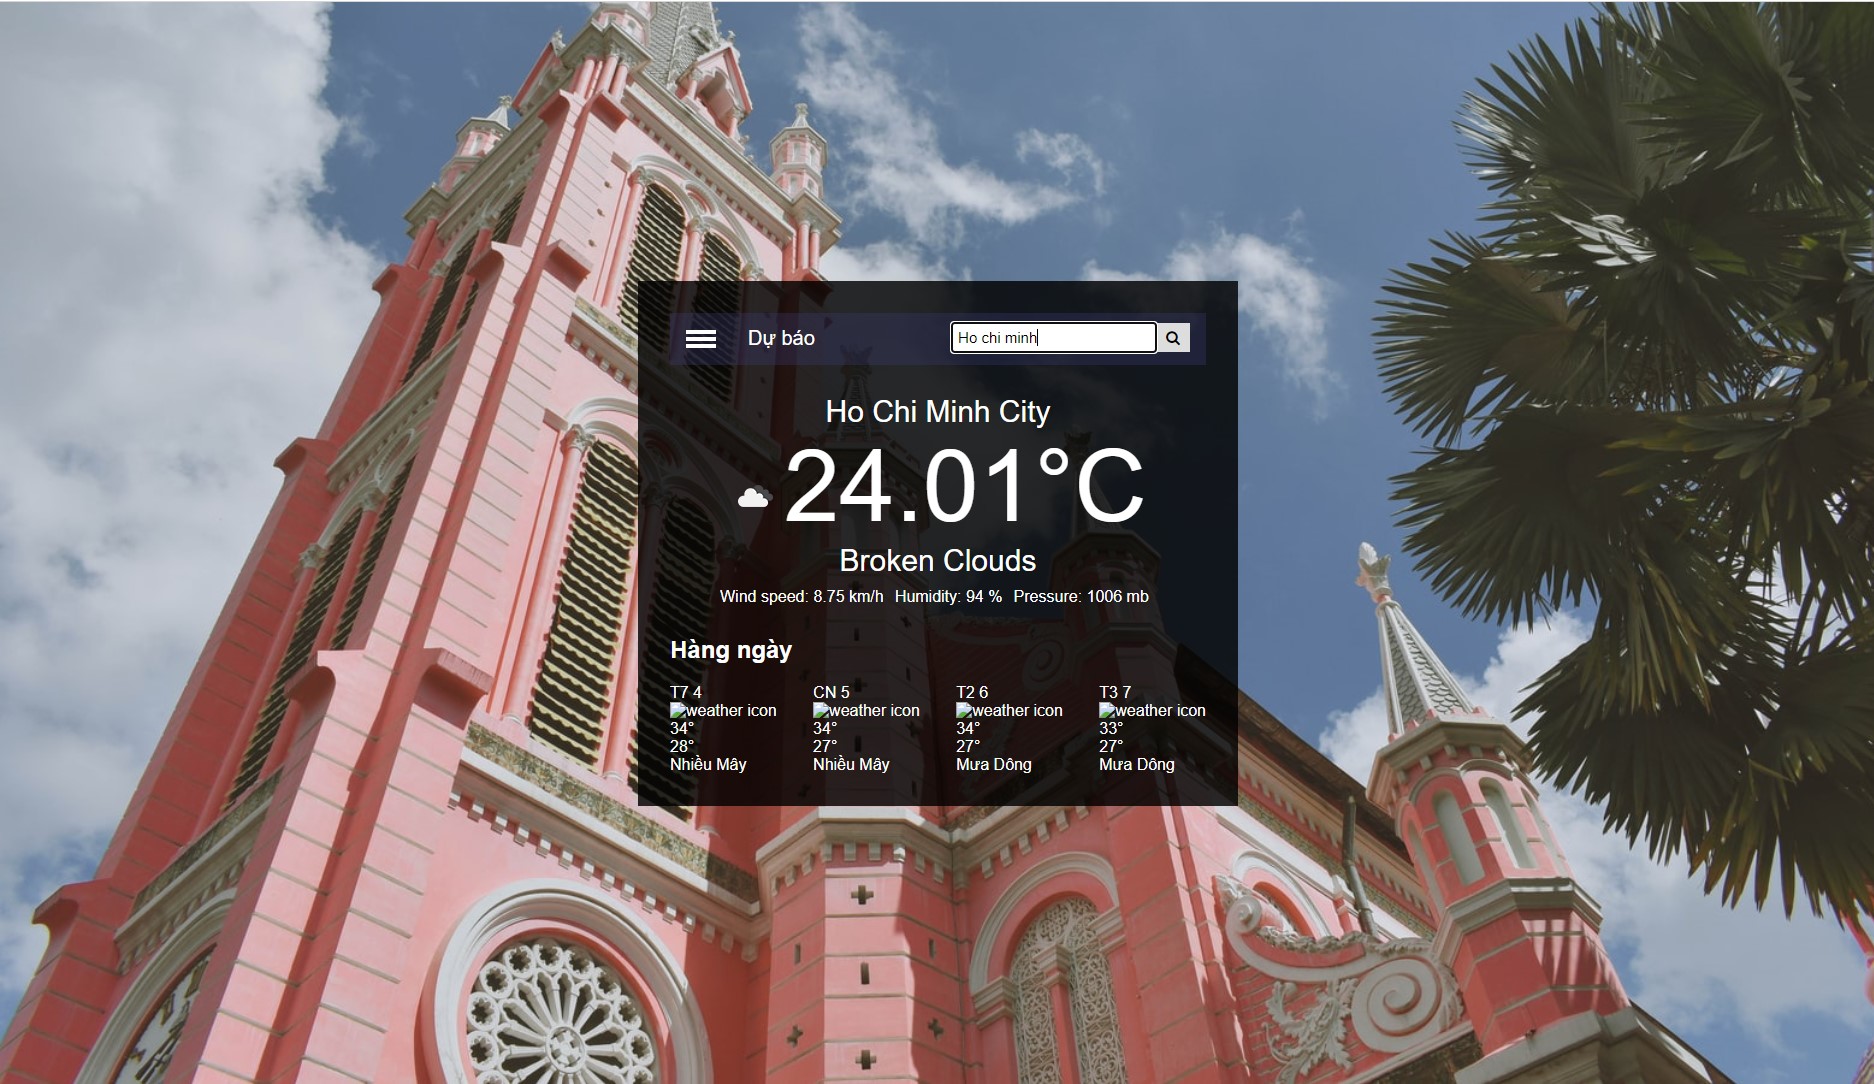 Dự báo Ho chi minh
Ho Chi Minh City
24.01°C
Broken Clouds
Wind speed: 8.75 km/h Humidity: 94 % Pressure: 1006 mb
Hàng ngày
T7 4
weather icon
34°
28°
Nhiều Mây
CN 5
weather icon
34°
27°
Nhiều Mây
T2 6
weather icon
34°
27°
Mưa Dông
T3 7
weather icon
33°
27°
Mưa Dông